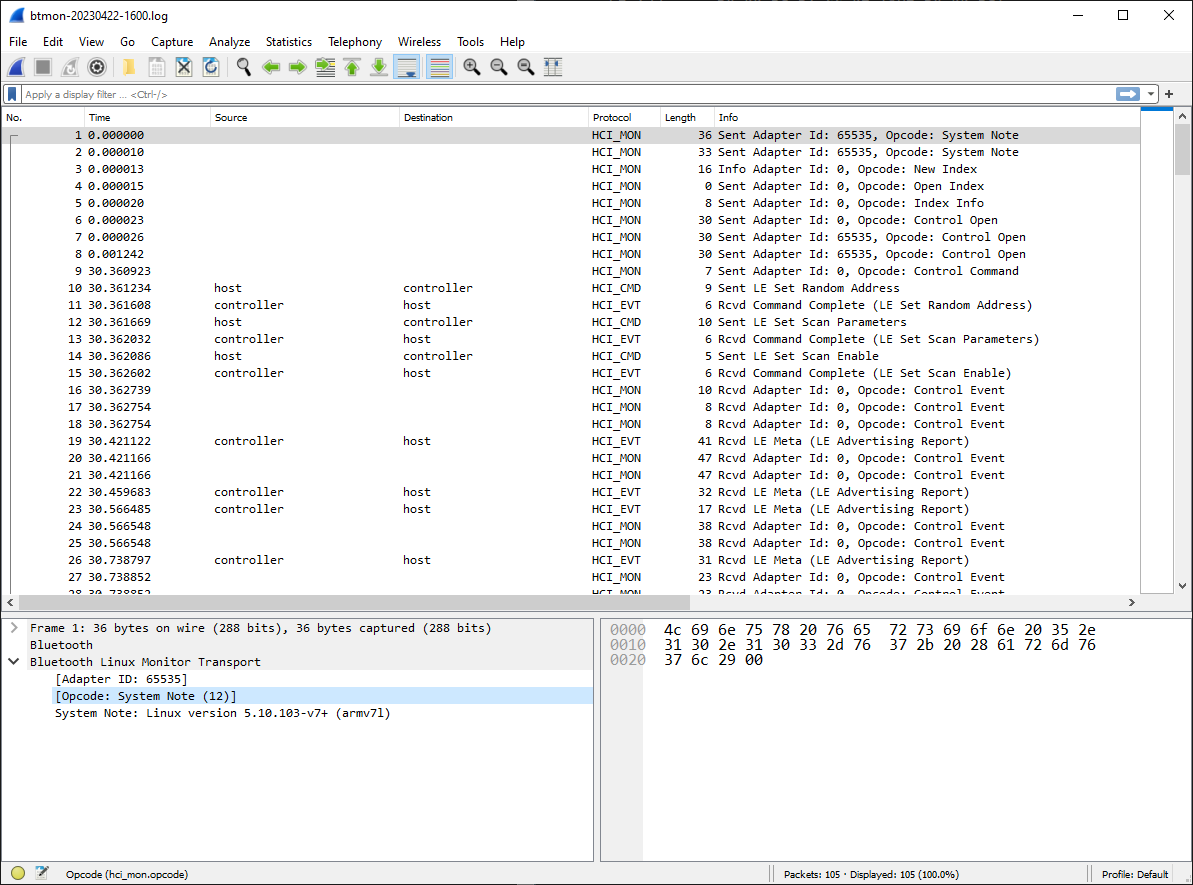 btmon-20230422-1600.log
File Edit View Go Capture Analyze Statistics Telephony Wireless Tools Help
Apply a display filter ... <Ctrl-/>
No. Time Source Destination Protocol Length Info
1 0.000000 HCI_MON 36 Sent Adapter Id: 65535, Opcode: System Note
2 0.000010 HCI_MON 33 Sent Adapter Id: 65535, Opcode: System Note
3 0.000013 HCI_MON 16 Info Adapter Id: 0, Opcode: New Index
4 0.000015 HCI_MON 0 Sent Adapter Id: 0, Opcode: Open Index
5 0.000020 HCI_MON 8 Sent Adapter Id: 0, Opcode: Index Info
6 0.000023 HCI_MON 30 Sent Adapter Id: 0, Opcode: Control Open
7 0.000026 HCI_MON 30 Sent Adapter Id: 65535, Opcode: Control Open
8 0.001242 HCI_MON 30 Sent Adapter Id: 65535, Opcode: Control Open
9 30.360923 HCI_MON 7 Sent Adapter Id: 0, Opcode: Control Command
10 30.361234 host controller HCI_CMD 9 Sent LE Set Random Address
11 30.361608 controller host HCI_EVT 6 Rcvd Command Complete (LE Set Random Address)
12 30.361669 host controller HCI_CMD 10 Sent LE Set Scan Parameters
13 30.362032 controller host HCI_EVT 6 Rcvd Command Complete (LE Set Scan Parameters)
14 30.362086 host controller HCI_CMD 5 Sent LE Set Scan Enable
15 30.362602 controller host HCI_EVT 6 Rcvd Command Complete (LE Set Scan Enable)
16 30.362739 HCI_MON 10 Rcvd Adapter Id: 0, Opcode: Control Event
17 30.362754 HCI_MON 8 Rcvd Adapter Id: 0, Opcode: Control Event
18 30.362754 HCI_MON 8 Rcvd Adapter Id: 0, Opcode: Control Event
19 30.421122 controller host HCI_EVT 41 Rcvd LE Meta (LE Advertising Report)
20 30.421166 HCI_MON 47 Rcvd Adapter Id: 0, Opcode: Control Event
21 30.421166 HCI_MON 47 Rcvd Adapter Id: 0, Opcode: Control Event
22 30.459683 controller host HCI_EVT 32 Rcvd LE Meta (LE Advertising Report)
23 30.566485 controller host HCI_EVT 17 Rcvd LE Meta (LE Advertising Report)
24 30.566548 HCI_MON 38 Rcvd Adapter Id: 0, Opcode: Control Event
25 30.566548 HCI_MON 38 Rcvd Adapter Id: 0, Opcode: Control Event
26 30.738797 controller host HCI_EVT 31 Rcvd LE Meta (LE Advertising Report)
27 30.738852 HCI_MON 23 Rcvd Adapter Id: 0, Opcode: Control Event
28 30.738852 HCI_MON 23 Rcvd Adapter Id: 0, Opcode: Control Event
Frame 1: 36 bytes on wire (288 bits), 36 bytes captured (288 bits)
Bluetooth
Bluetooth Linux Monitor Transport
[Adapter ID: 65535]
[Opcode: System Note (12)]
System Note: Linux version 5.10.103-v7+ (armv7l)
0000 4c 69 6e 75 78 20 76 65 72 73 69 6f 6e 20 35 2e
0010 31 30 2e 31 30 33 2d 76 37 2b 20 28 61 72 6d 76
0020 37 6c 29 00
Opcode (hci_mon.opcode)
Packets: 105 · Displayed: 105 (100.0%)
Profile: Default